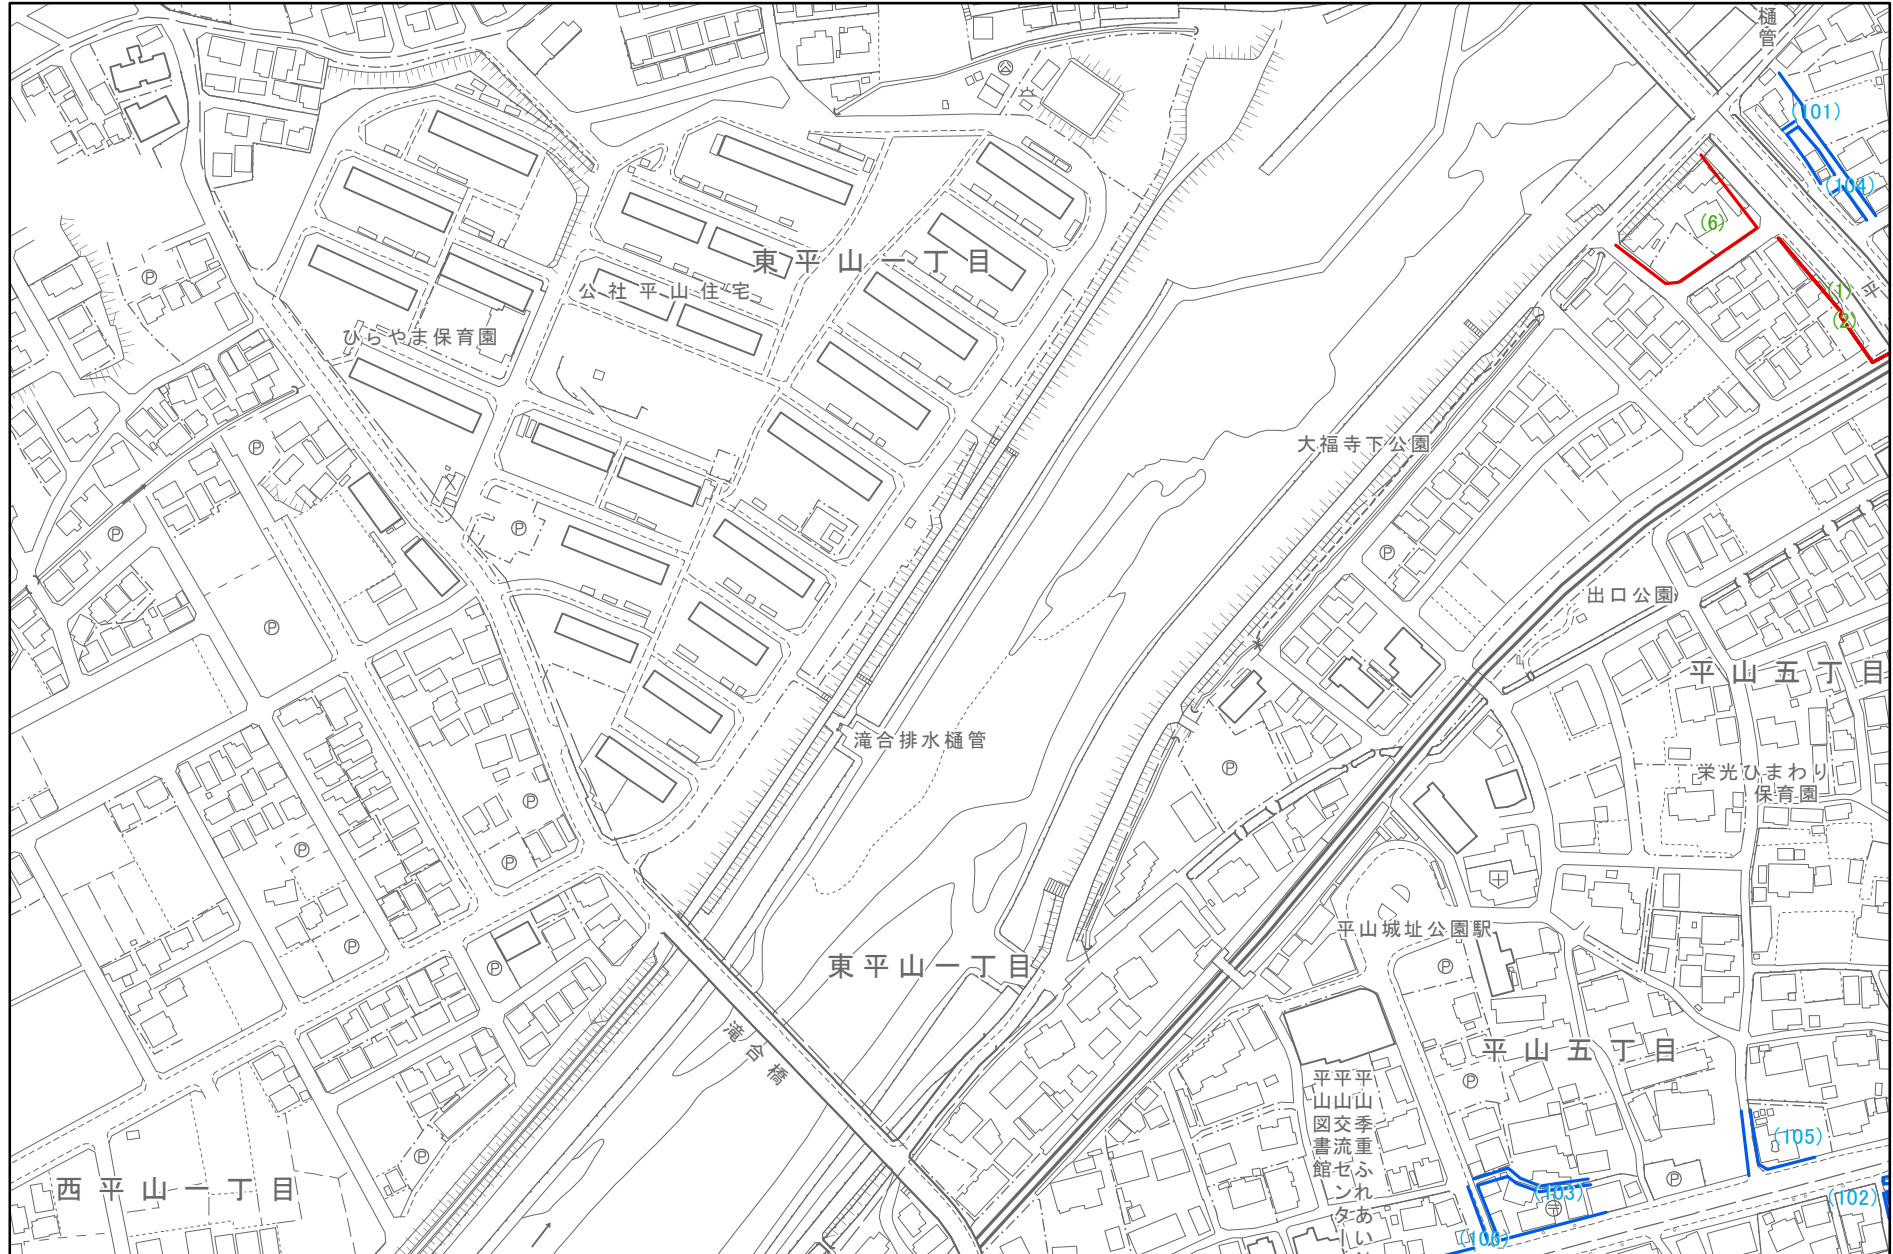 樋管
(101)
(104)
(6)
(1)
(2)
平
東平山一丁目
公社平山住宅
ひらやま保育園
Ⓟ
Ⓟ
Ⓟ
Ⓟ
大福寺下公園
Ⓟ
出口公園
Ⓟ
平山五丁目
滝合排水樋管
Ⓟ
栄光ひまわり
保育園
Ⓟ
Ⓟ
Ⓟ
平山城址公園駅
Ⓟ
Ⓟ
Ⓟ
東平山一丁目
滝合橋
平山五丁目
Ⓟ
平山季重ふれあい
平山交流センター
平山図書館
(105)
Ⓟ
Ⓟ
西平山一丁目
(103)
(102)
(106)